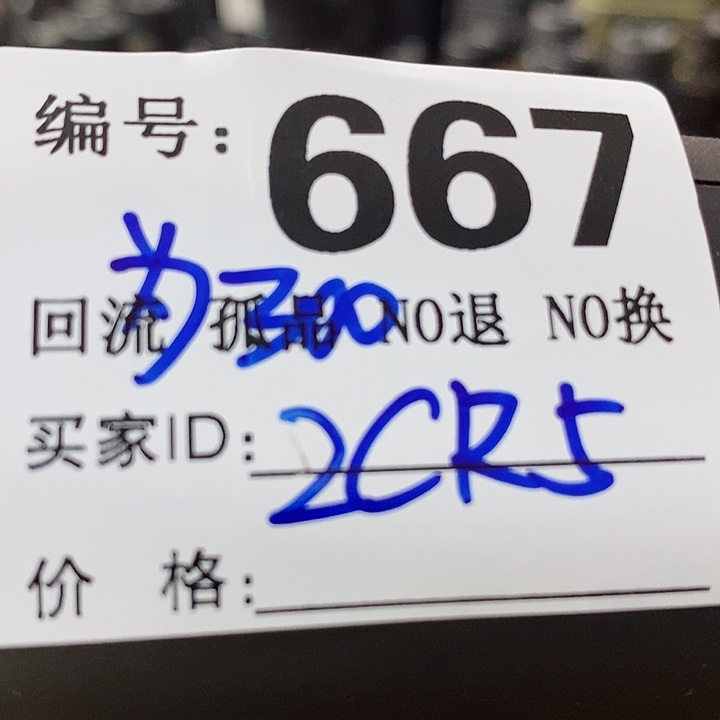 编号: 667
为300
回流 孤品 NO退 NO换
买家ID: 2CR5
价 格: